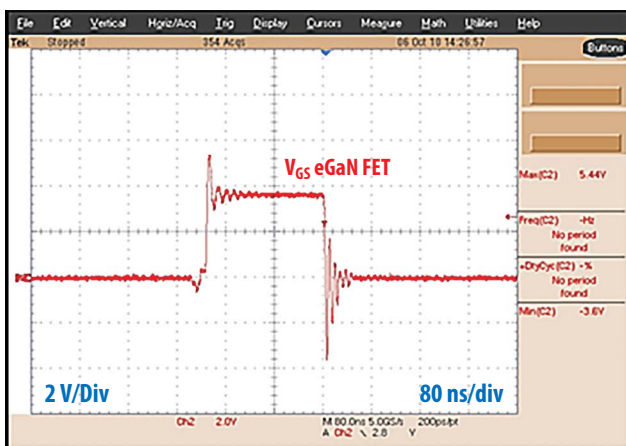 File Edit Vertical Horiz/Acq Trig Display Cursors Measure Math Utilities Help
Tek Stopped 354 Acqs 06 Oct 10 14:26:57 Buttons
VGS eGaN FET
Max(C2) 5.44V
Freq(C2) -Hz
No period
found
+DtyCyc(C2) -%
No period
found
Min(C2) -3.6V
2 V/Div
80 ns/div
Ch2 2.0V
M 80.0ns 5.0GS/s 200ps/pt
A Ch2 \ 2.8 V